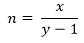 n = x / (y − 1)